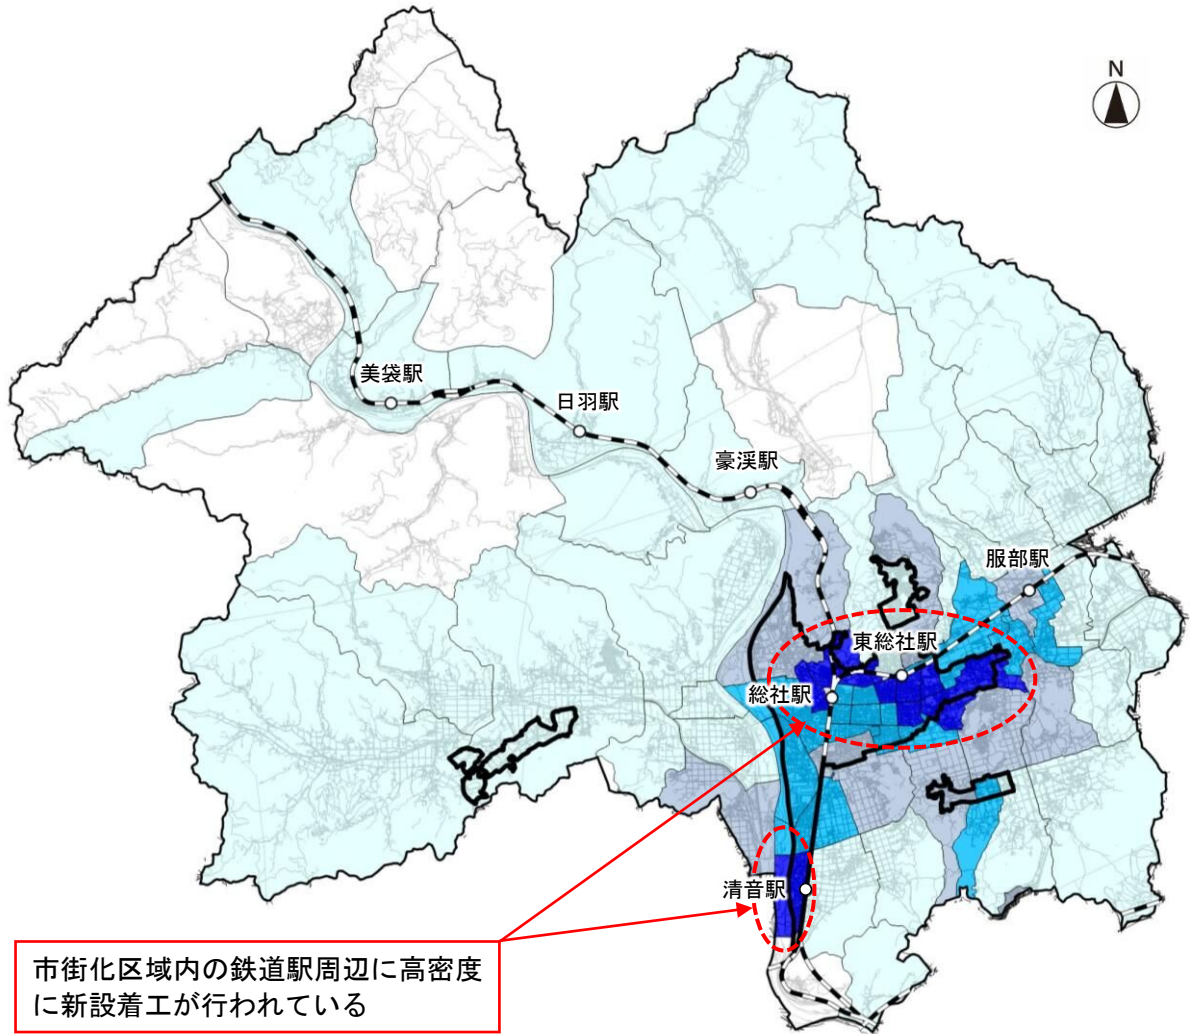 N
美袋駅
日羽駅
豪渓駅
服部駅
東総社駅
総社駅
清音駅
市街化区域内の鉄道駅周辺に高密度
に新設着工が行われている